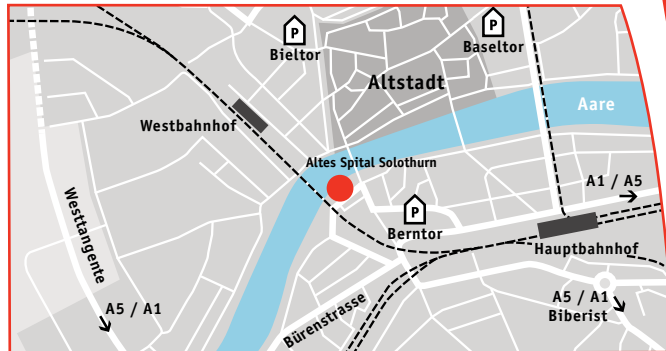 P
Bieltor
P
Baseltor
Altstadt
Aare
Westbahnhof
Altes Spital Solothurn
A1 / A5
P
Berntor
Westtangente
Hauptbahnhof
A5 / A1
Bürenstrasse
A5 / A1
Biberist